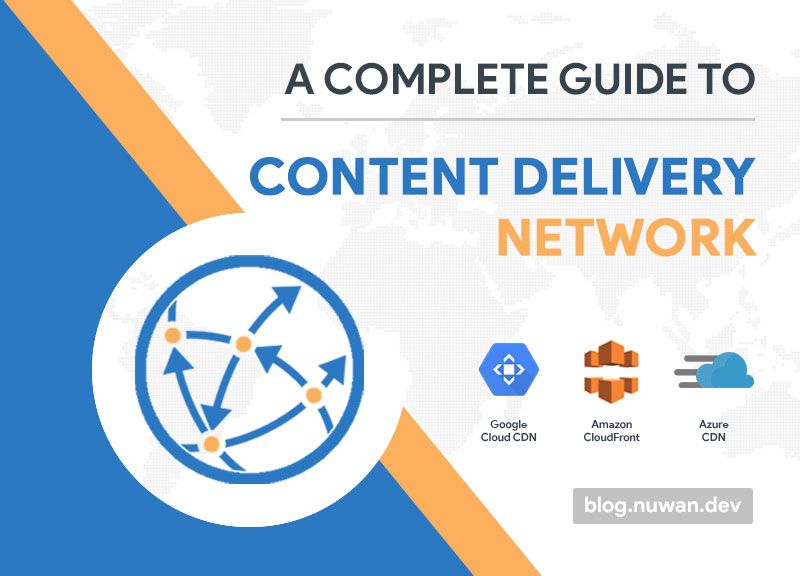 A COMPLETE GUIDE TO
CONTENT DELIVERY
NETWORK
Google
Cloud CDN
Amazon
CloudFront
Azure
CDN
blog.nuwan.dev